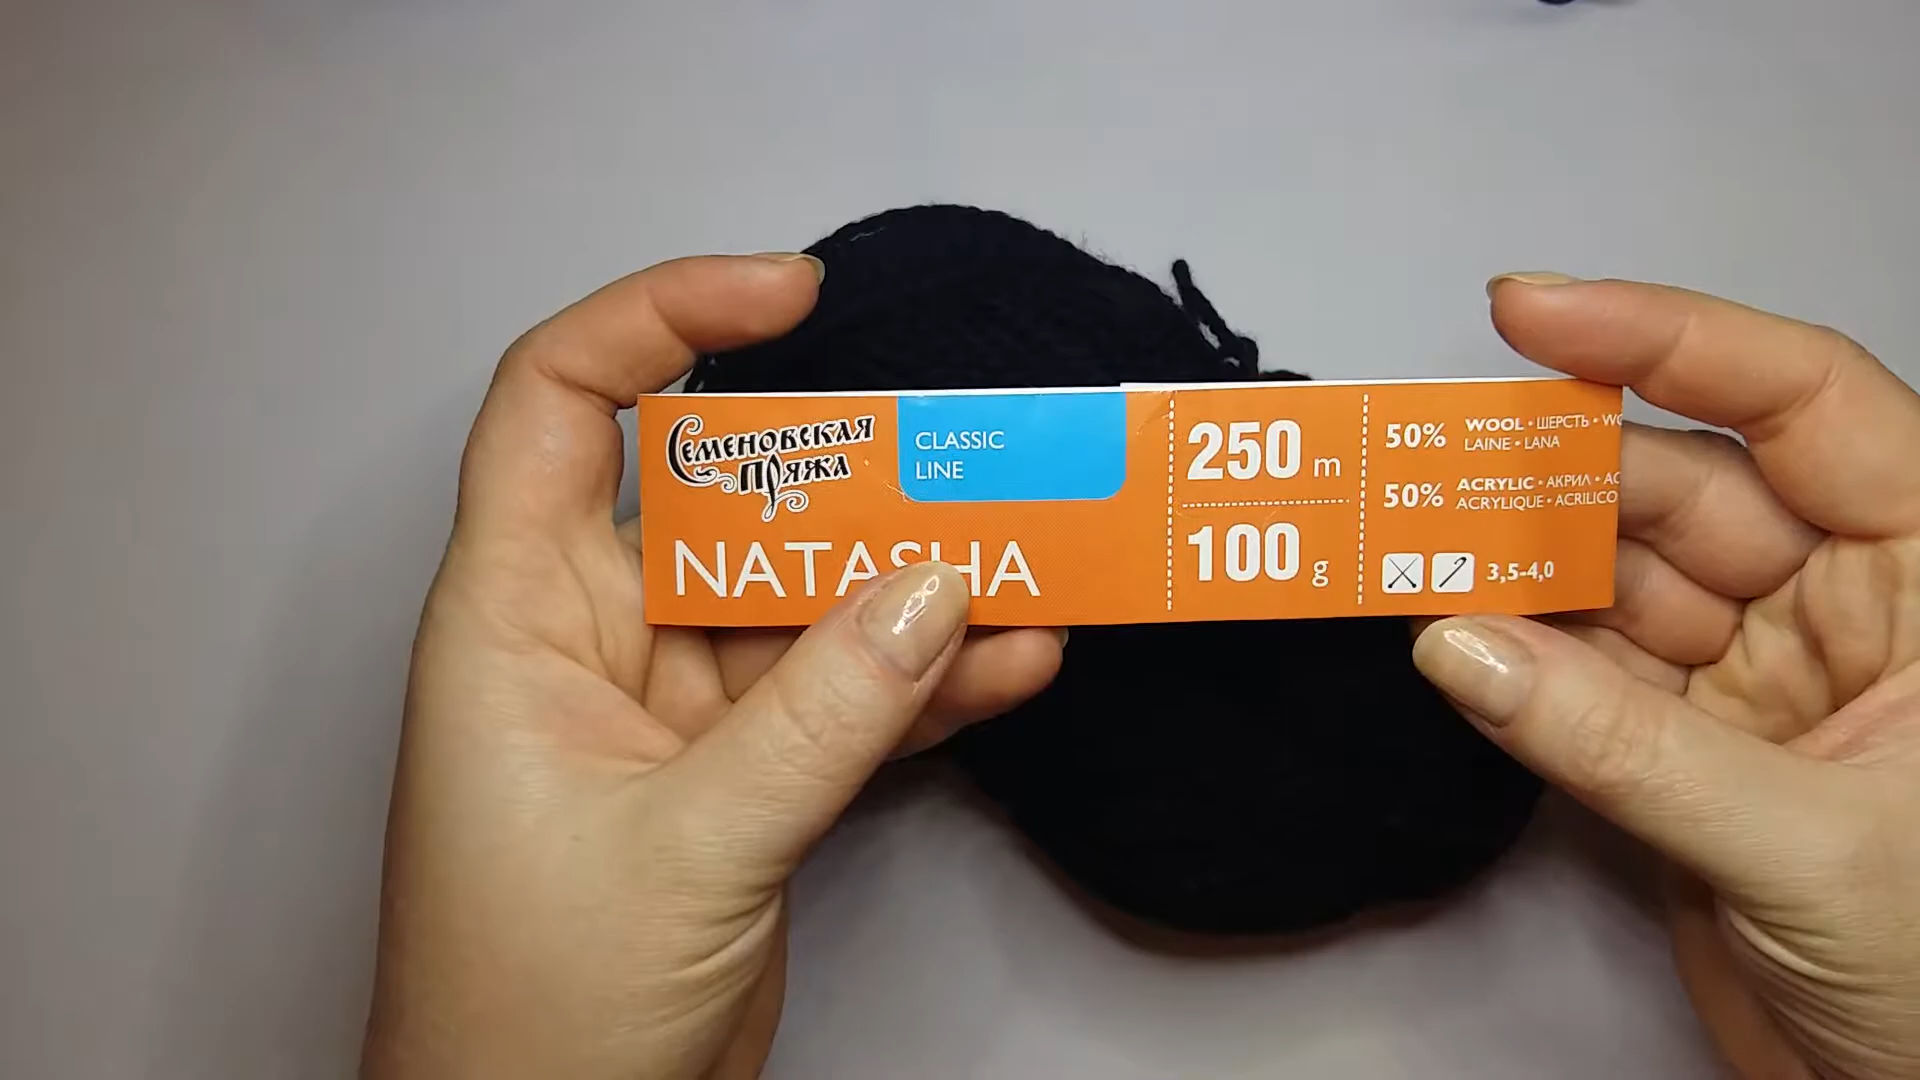 Семеновская
Пряжа
CLASSIC
LINE
NATASHA
250 m
100 g
50% WOOL • ШЕРСТЬ •
LAINE • LANA
50% ACRYLIC • АКРИЛ •
ACRYLIQUE • ACRILICO
3,5-4,0